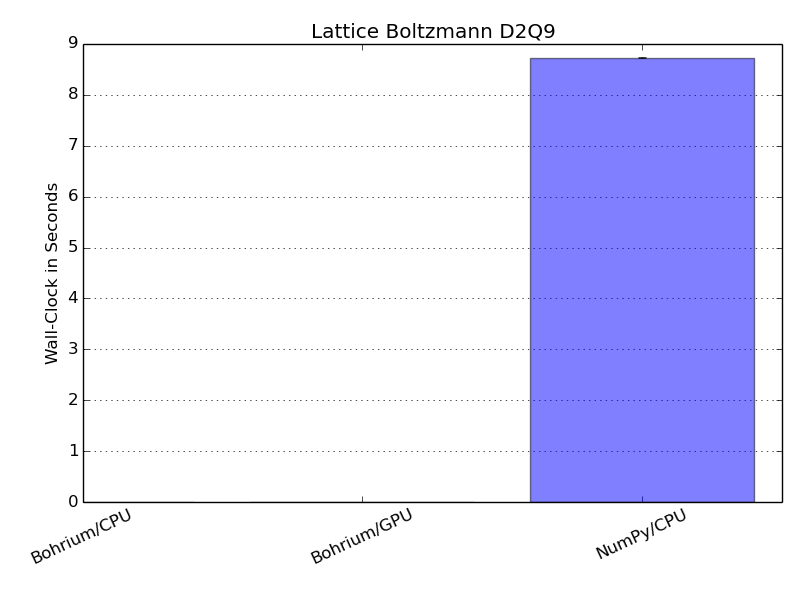 Lattice Boltzmann D2Q9
9
8
7
6
5
4
3
2
1
0
Wall-Clock in Seconds
Bohrium/CPU
Bohrium/GPU
NumPy/CPU